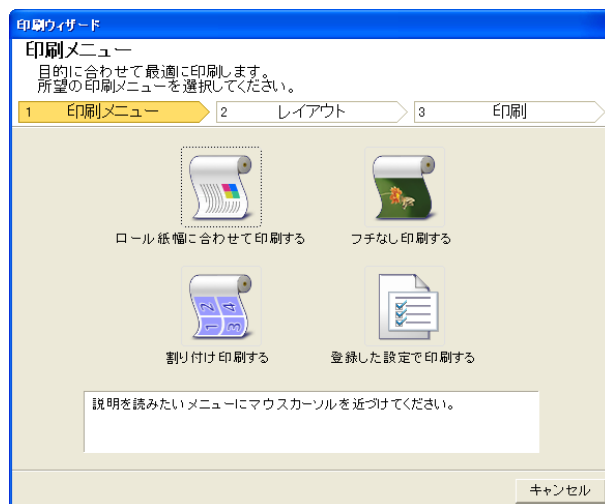 印刷ウィザード
印刷メニュー
目的に合わせて最適に印刷します。
所望の印刷メニューを選択してください。
1 印刷メニュー 2 レイアウト 3 印刷
ロール紙幅に合わせて印刷する フチなし印刷する
1 2 3 4
割り付け印刷する 登録した設定で印刷する
説明を読みたいメニューにマウスカーソルを近づけてください。
キャンセル